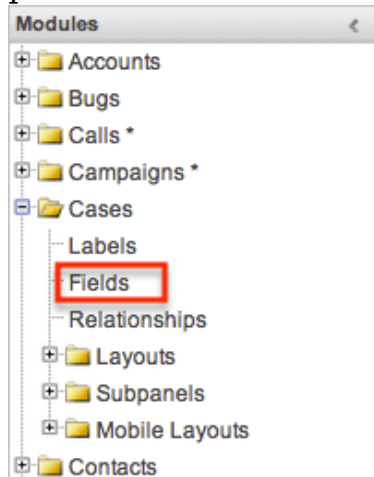 Modules
Accounts
Bugs
Calls *
Campaigns *
Cases
Labels
Fields
Relationships
Layouts
Subpanels
Mobile Layouts
Contacts